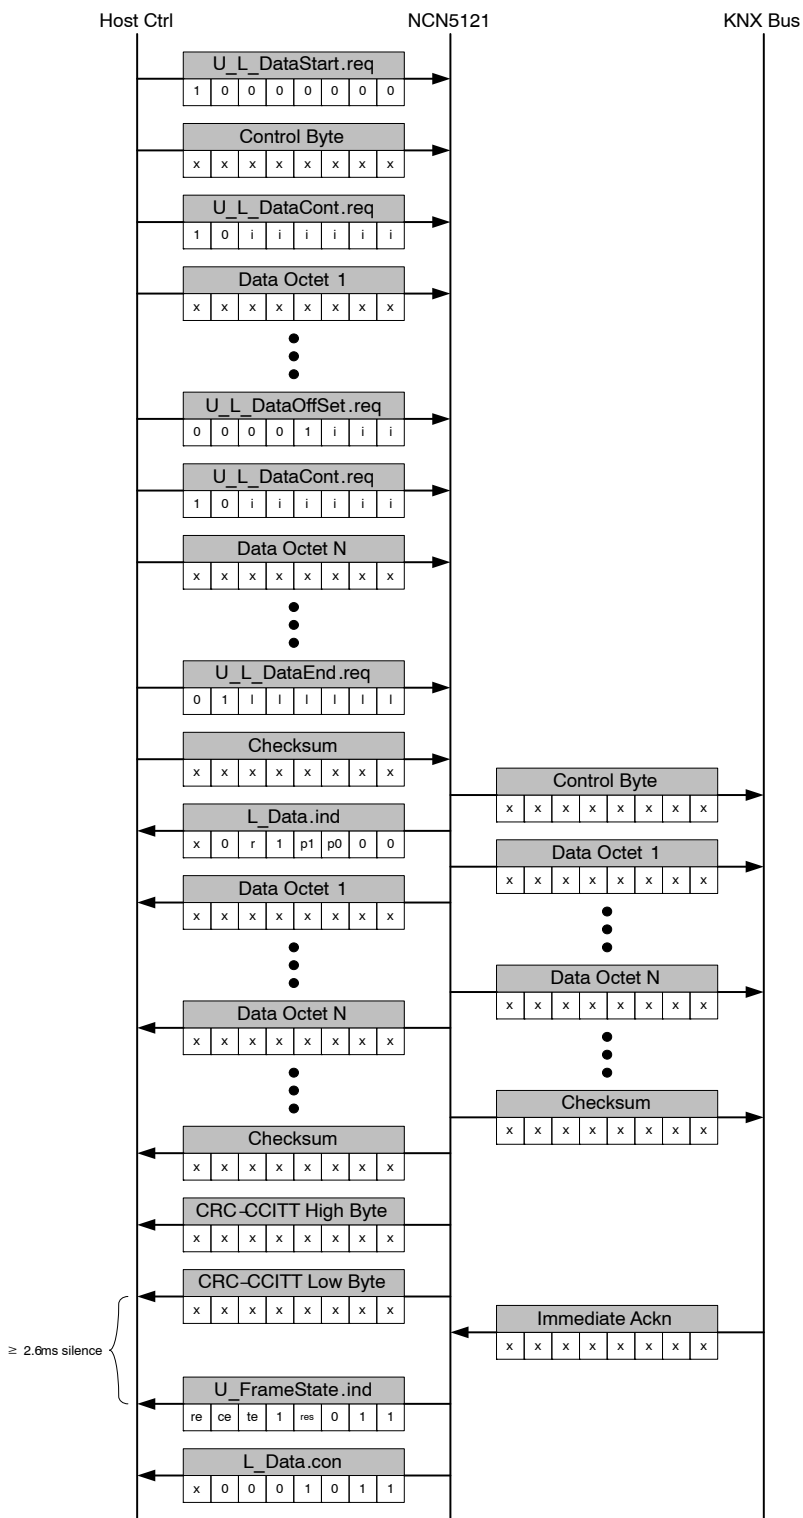 Host Ctrl NCN5121 KNX Bus
U_L_DataStart.req
1 0 0 0 0 0 0 0
Control Byte
x x x x x x x x
U_L_DataCont.req
1 0 i i i i i i
Data Octet 1
x x x x x x x x
U_L_DataOffSet.req
0 0 0 0 1 i i i
U_L_DataCont.req
1 0 i i i i i i
Data Octet N
x x x x x x x x
U_L_DataEnd.req
0 1 l l l l l l
Checksum
x x x x x x x x
Control Byte
x x x x x x x x
L_Data.ind
x 0 r 1 p1 p0 0 0
Data Octet 1
x x x x x x x x
Data Octet 1
x x x x x x x x
Data Octet N
x x x x x x x x
Data Octet N
x x x x x x x x
Checksum
x x x x x x x x
Checksum
x x x x x x x x
CRC-CCITT High Byte
x x x x x x x x
CRC-CCITT Low Byte
x x x x x x x x
Immediate Ackn
x x x x x x x x
≥ 2.6ms silence
U_FrameState.ind
re ce te 1 res 0 1 1
L_Data.con
x 0 0 0 1 0 1 1